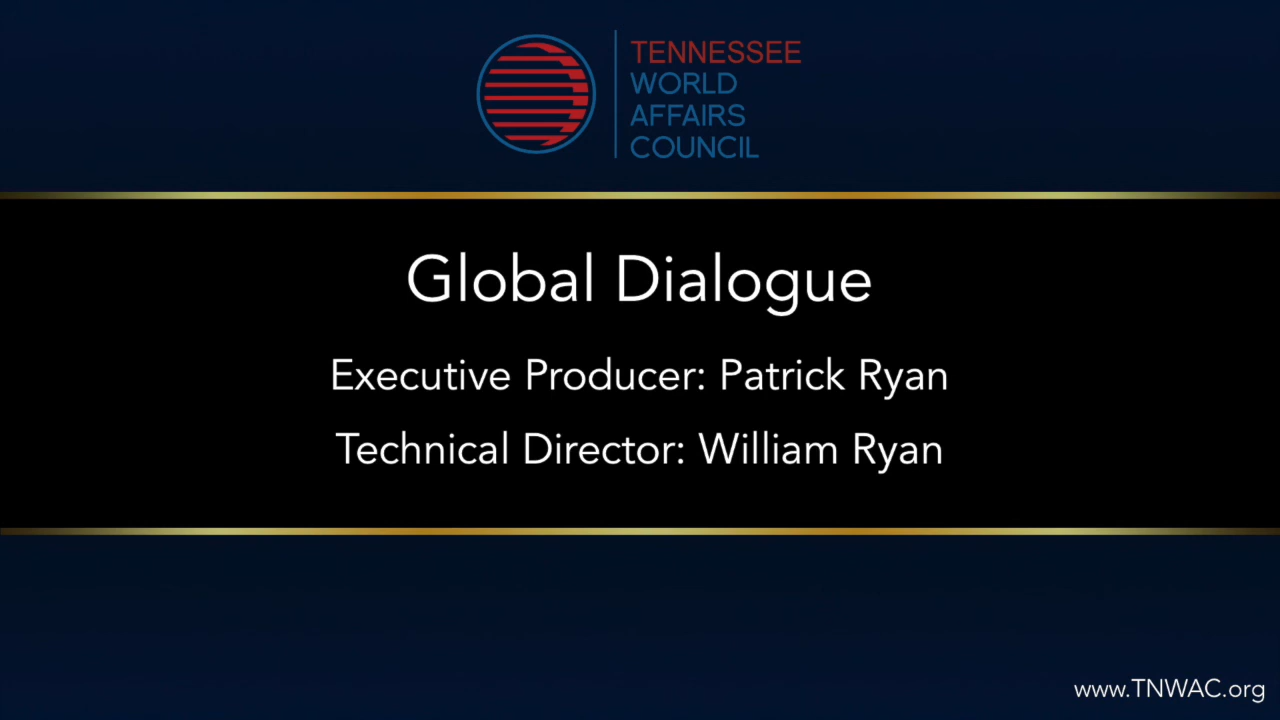 TENNESSEE
WORLD
AFFAIRS
COUNCIL
Global Dialogue
Executive Producer: Patrick Ryan
Technical Director: William Ryan
www.TNWAC.org